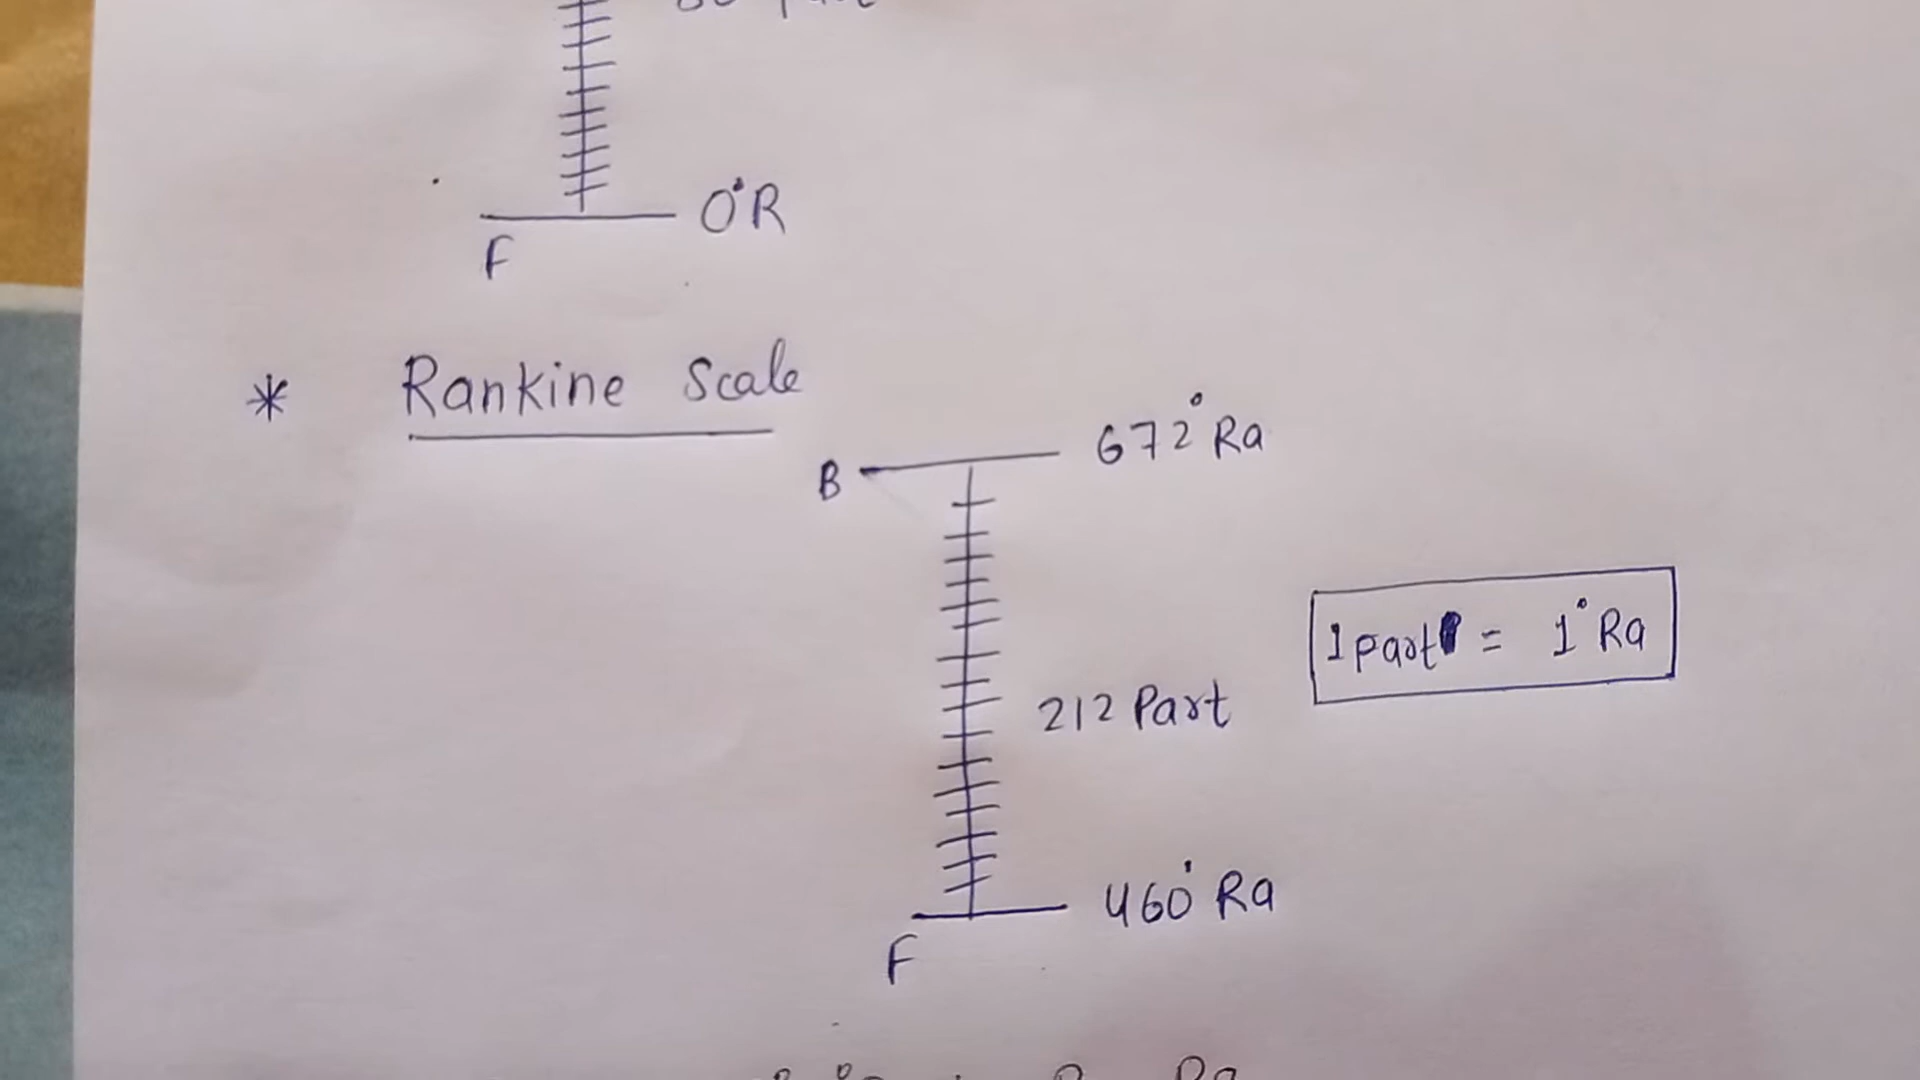 0°R
F
* Rankine Scale
B 672° Ra
1 part = 1° Ra
212 Part
460° Ra
F